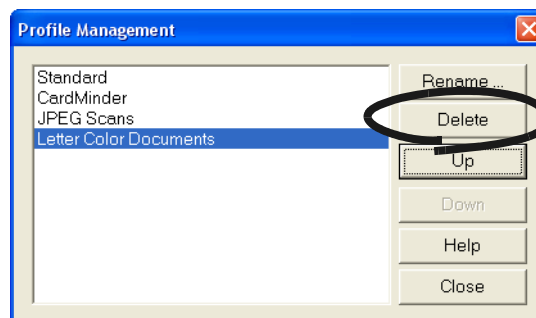 Profile Management
Standard
CardMinder
JPEG Scans
Letter Color Documents
Rename ...
Delete
Up
Down
Help
Close